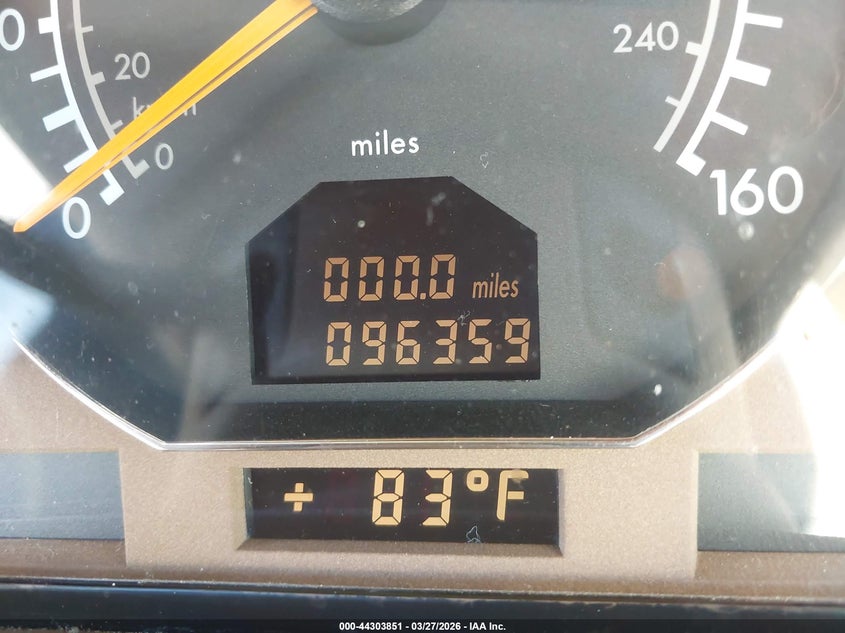 20
km/h
0
0
240
160
miles
000.0 miles
096359
+ 83°F
000-44303851 - 03/27/2026 - IAA Inc.